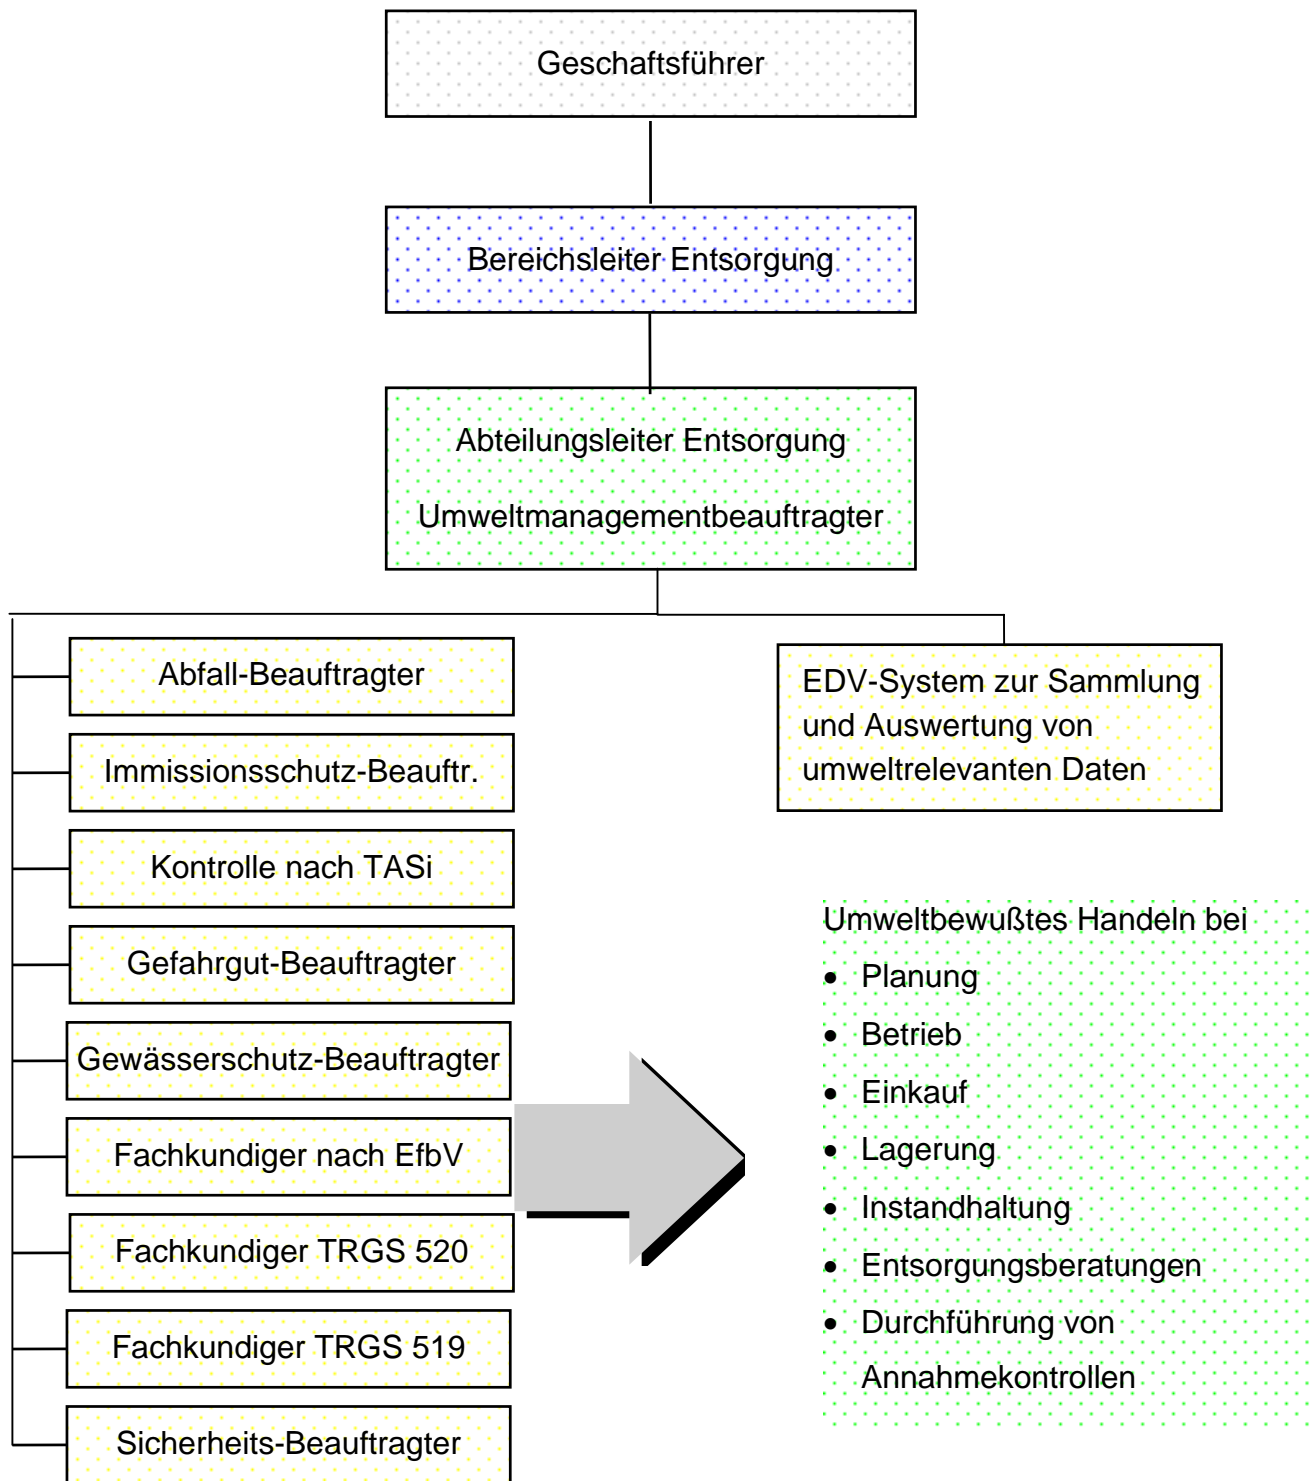 Geschaftsführer
Bereichsleiter Entsorgung
Abteilungsleiter Entsorgung
Umweltmanagementbeauftragter
Abfall-Beauftragter
Immissionsschutz-Beauftr.
Kontrolle nach TASi
Gefahrgut-Beauftragter
Gewässerschutz-Beauftragter
Fachkundiger nach EfbV
Fachkundiger TRGS 520
Fachkundiger TRGS 519
Sicherheits-Beauftragter
EDV-System zur Sammlung
und Auswertung von
umweltrelevanten Daten
Umweltbewußtes Handeln bei
• Planung
• Betrieb
• Einkauf
• Lagerung
• Instandhaltung
• Entsorgungsberatungen
• Durchführung von
Annahmekontrollen